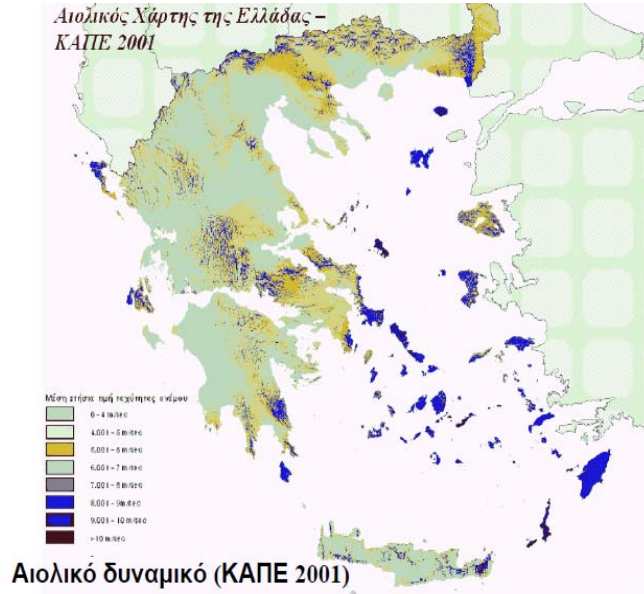 Αιολικός Χάρτης της Ελλάδας –
ΚΑΠΕ 2001
Μέση ετήσια τιμή ταχύτητας ανέμου
0 - 4 m/sec
4.001 - 5 m/sec
5.001 - 6 m/sec
6.001 - 7 m/sec
7.001 - 8 m/sec
8.001 - 9m/sec
9.001 - 10 m/sec
>10 m/sec
Αιολικό δυναμικό (ΚΑΠΕ 2001)